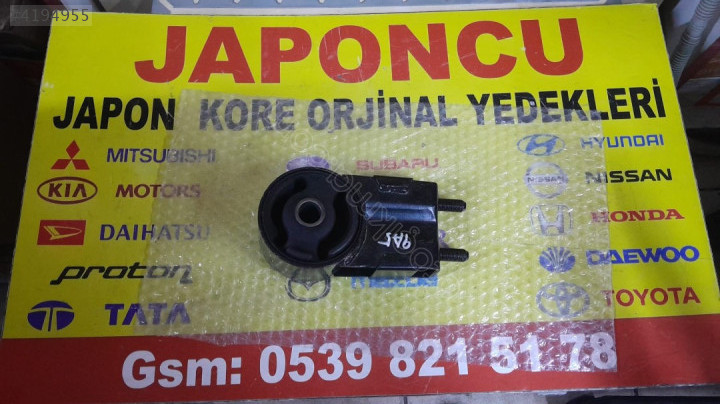 4194955
JAPONCU
JAPON KORE ORJİNAL YEDEKLERİ
MITSUBISHI SUBARU HYUNDAI
KIA MOTORS NISSAN
DAIHATSU HONDA
proton DAEWOO
TATA TOYOTA
Gsm: 0539 821 51 78